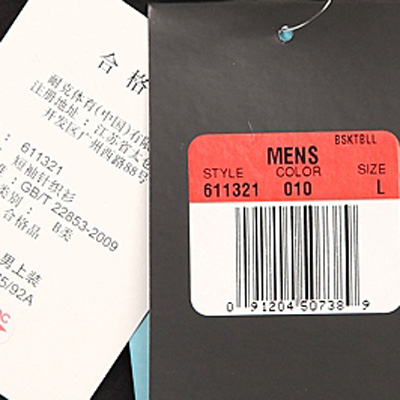 合格
耐克体育(中国)有限
注册地址：江苏省太仓
开发区广州西路88号
：611321
：短袖针织衫
：GB/T 22853-2009
类别：B类
：合格品
男上装
5/92A
BSKTBLL
MENS
STYLE COLOR SIZE
611321 010 L
0 91204 50738 9